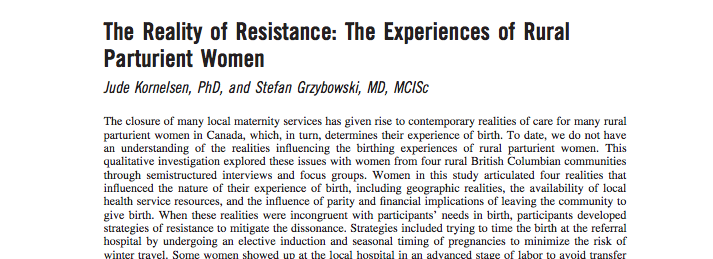 The Reality of Resistance: The Experiences of Rural
Parturient Women
Jude Kornelsen, PhD, and Stefan Grzybowski, MD, MCISc
The closure of many local maternity services has given rise to contemporary realities of care for many rural
parturient women in Canada, which, in turn, determines their experience of birth. To date, we do not have
an understanding of the realities influencing the birthing experiences of rural parturient women. This
qualitative investigation explored these issues with women from four rural British Columbian communities
through semistructured interviews and focus groups. Women in this study articulated four realities that
influenced the nature of their experience of birth, including geographic realities, the availability of local
health service resources, and the influence of parity and financial implications of leaving the community to
give birth. When these realities were incongruent with participants' needs in birth, participants developed
strategies of resistance to mitigate the dissonance. Strategies included trying to time the birth at the referral
hospital by undergoing an elective induction and seasonal timing of pregnancies to minimize the risk of
winter travel. Some women showed up at the local hospital in an advanced stage of labor to avoid transfer